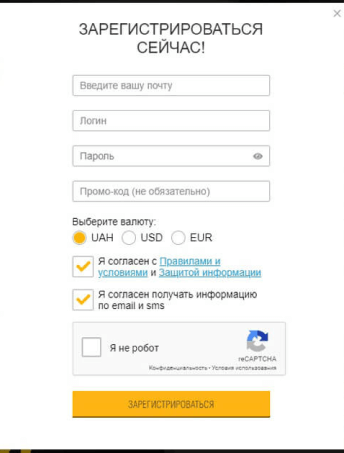 ЗАРЕГИСТРИРОВАТЬСЯ
СЕЙЧАС!
Введите вашу почту
Логин
Пароль
Промо-код (не обязательно)
Выберите валюту:
UAH USD EUR
Я согласен с Правилами и
условиями и Защитой информации
Я согласен получать информацию
по email и sms
Я не робот
reCAPTCHA
Конфиденциальность - Условия использования
ЗАРЕГИСТРИРОВАТЬСЯ